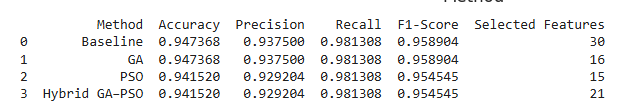 Method
Method Accuracy Precision Recall F1-Score Selected Features
0 Baseline 0.947368 0.937500 0.981308 0.958904 30
1 GA 0.947368 0.937500 0.981308 0.958904 16
2 PSO 0.941520 0.929204 0.981308 0.954545 15
3 Hybrid GA-PSO 0.941520 0.929204 0.981308 0.954545 21